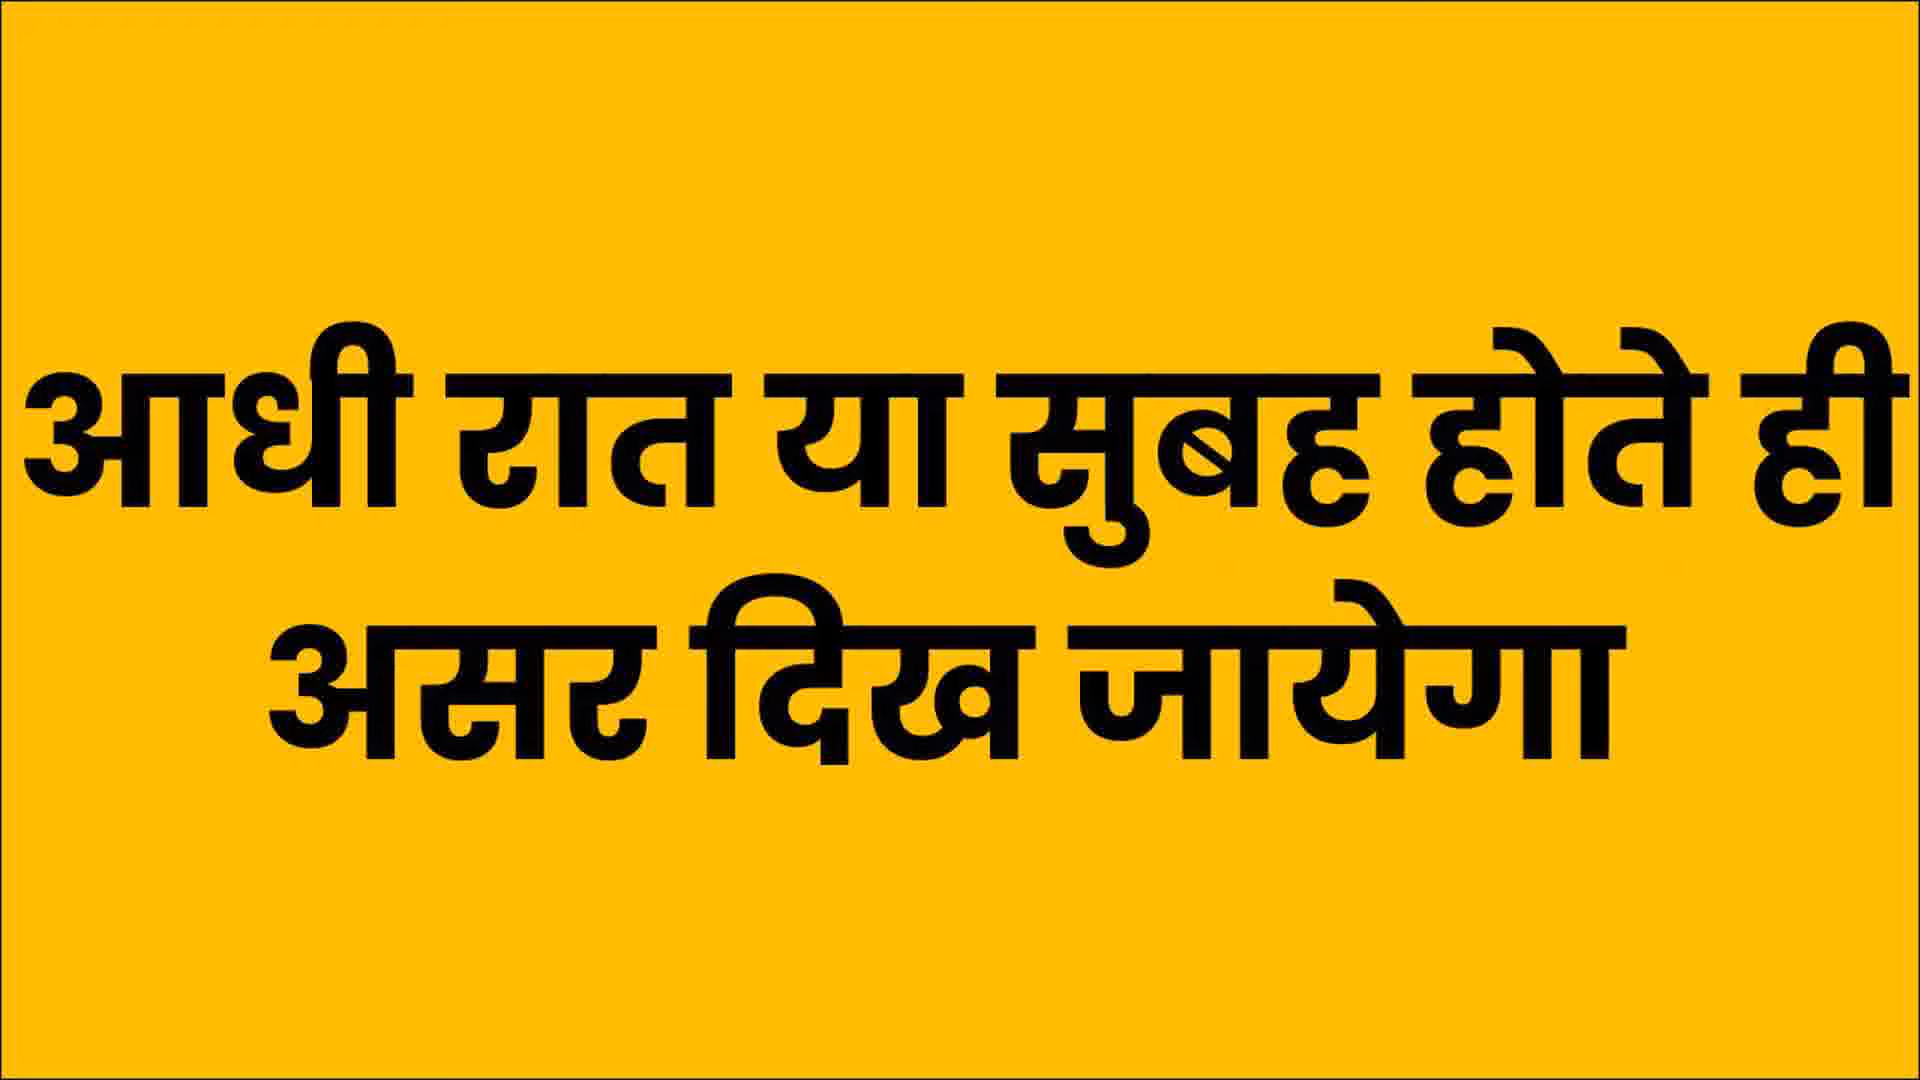 आधी रात या सुबह होते ही
असर दिख जायेगा